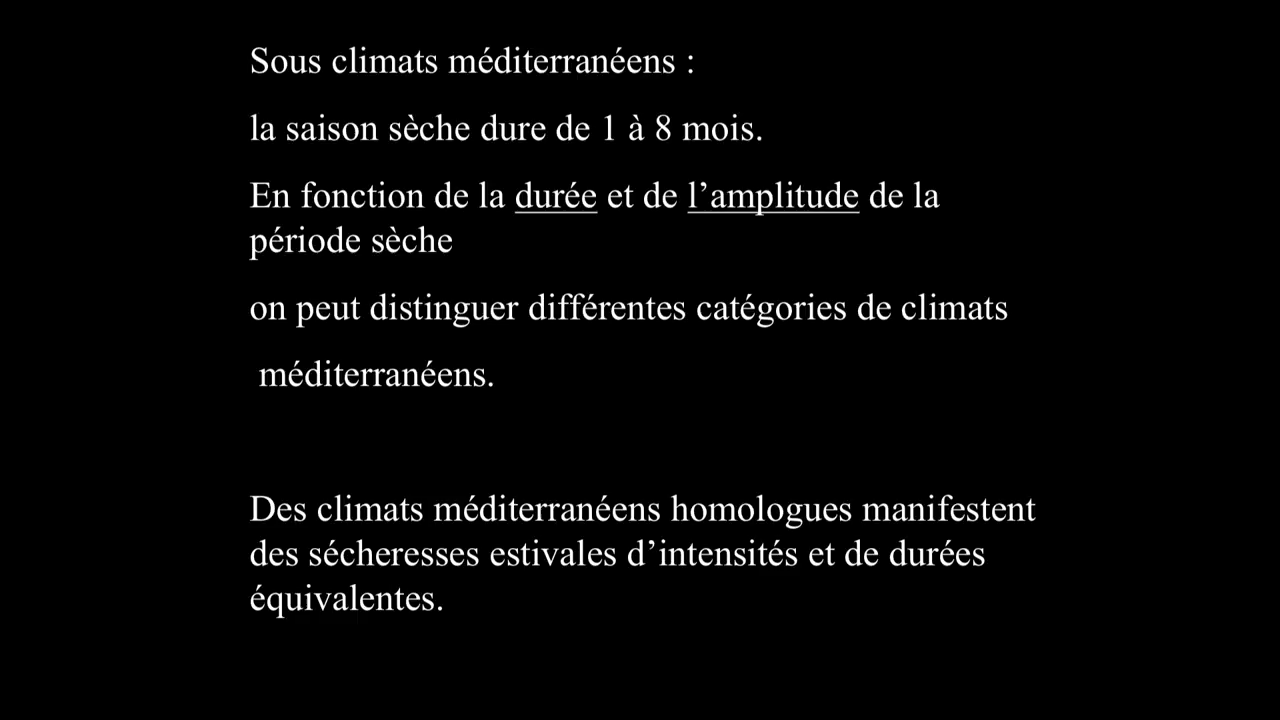 Sous climats méditerranéens :
la saison sèche dure de 1 à 8 mois.
En fonction de la durée et de l’amplitude de la
période sèche
on peut distinguer différentes catégories de climats
méditerranéens.
Des climats méditerranéens homologues manifestent
des sécheresses estivales d’intensités et de durées
équivalentes.